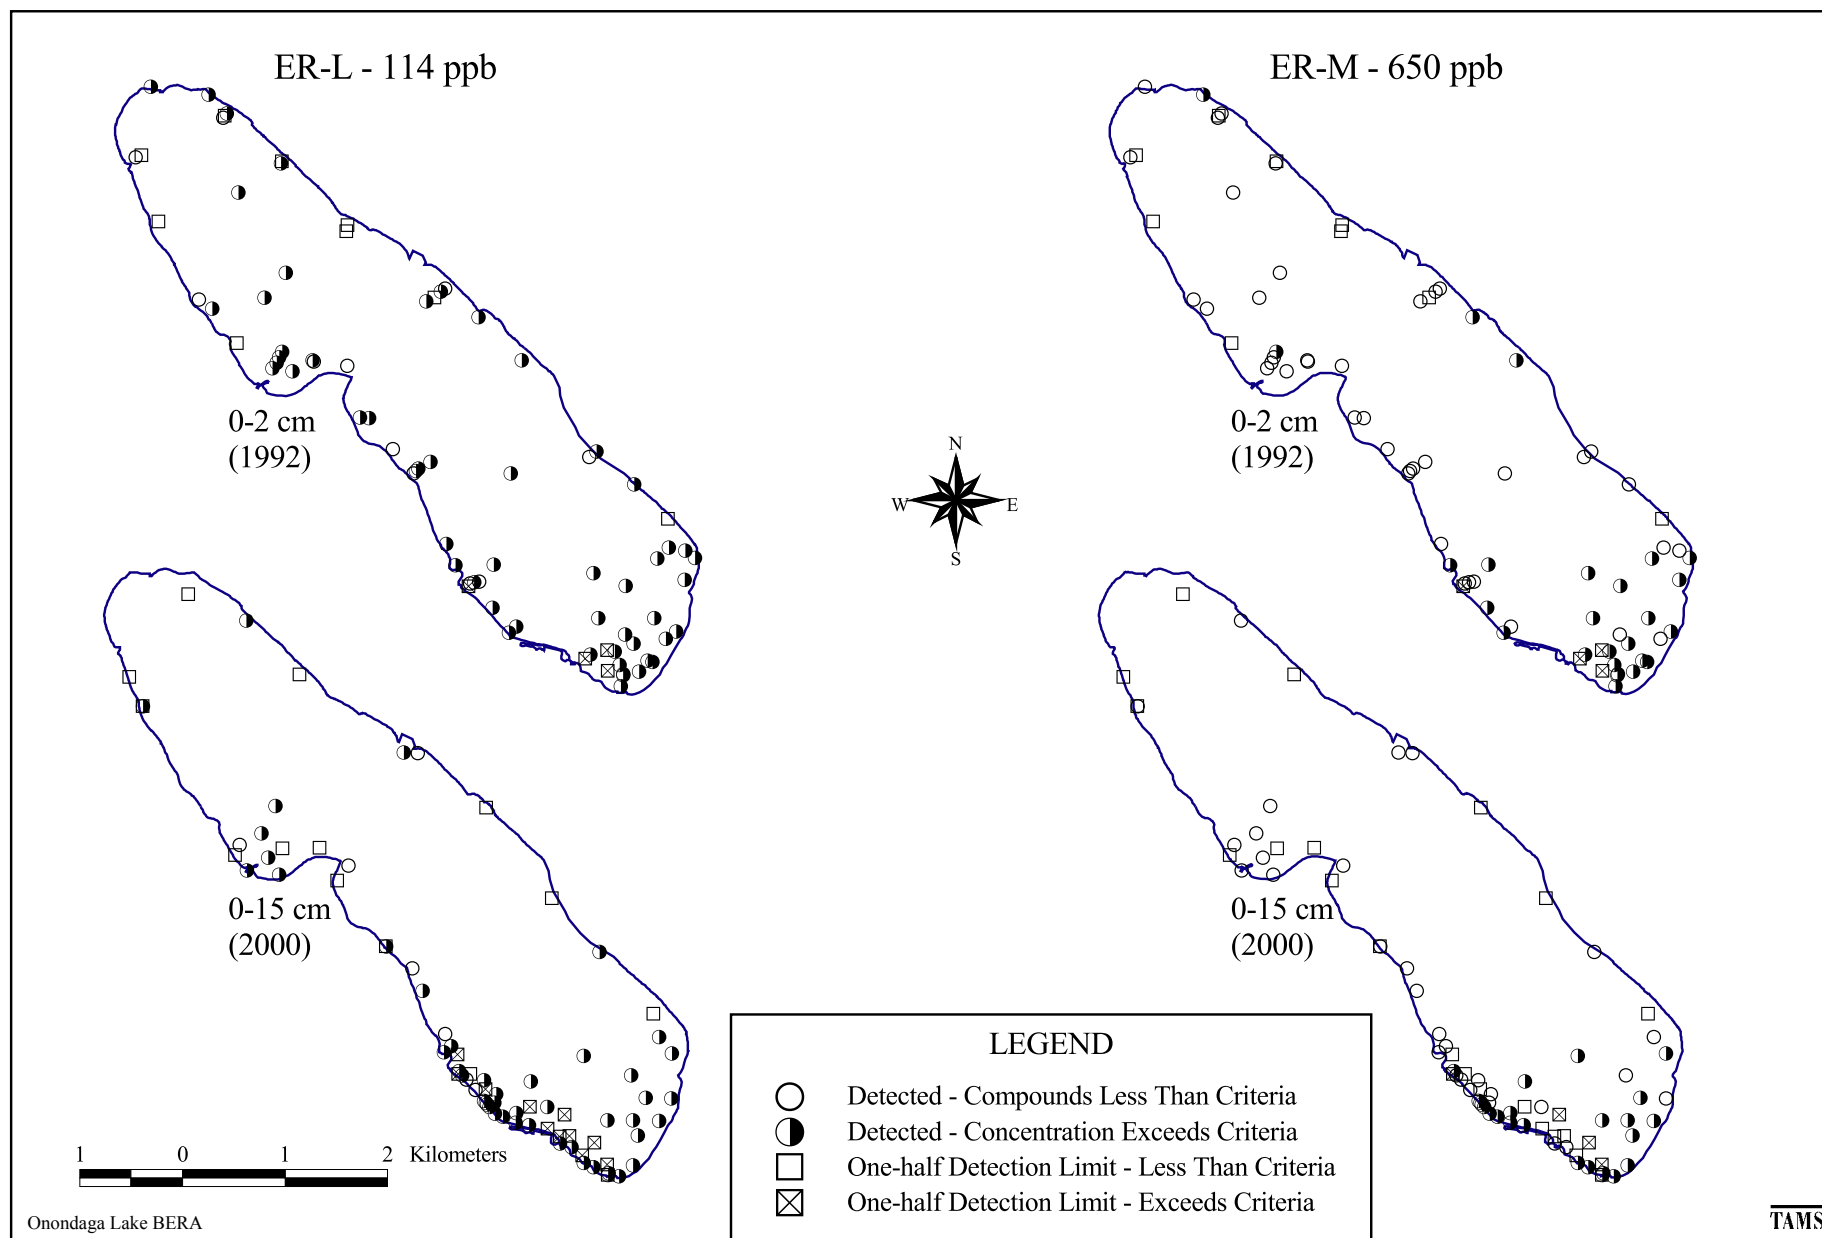 ER-L - 114 ppb
ER-M - 650 ppb
0-2 cm
(1992)
0-2 cm
(1992)
N
W
E
S
0-15 cm
(2000)
0-15 cm
(2000)
LEGEND
Detected - Compounds Less Than Criteria
Detected - Concentration Exceeds Criteria
One-half Detection Limit - Less Than Criteria
One-half Detection Limit - Exceeds Criteria
1 0 1 2 Kilometers
Onondaga Lake BERA
TAMS